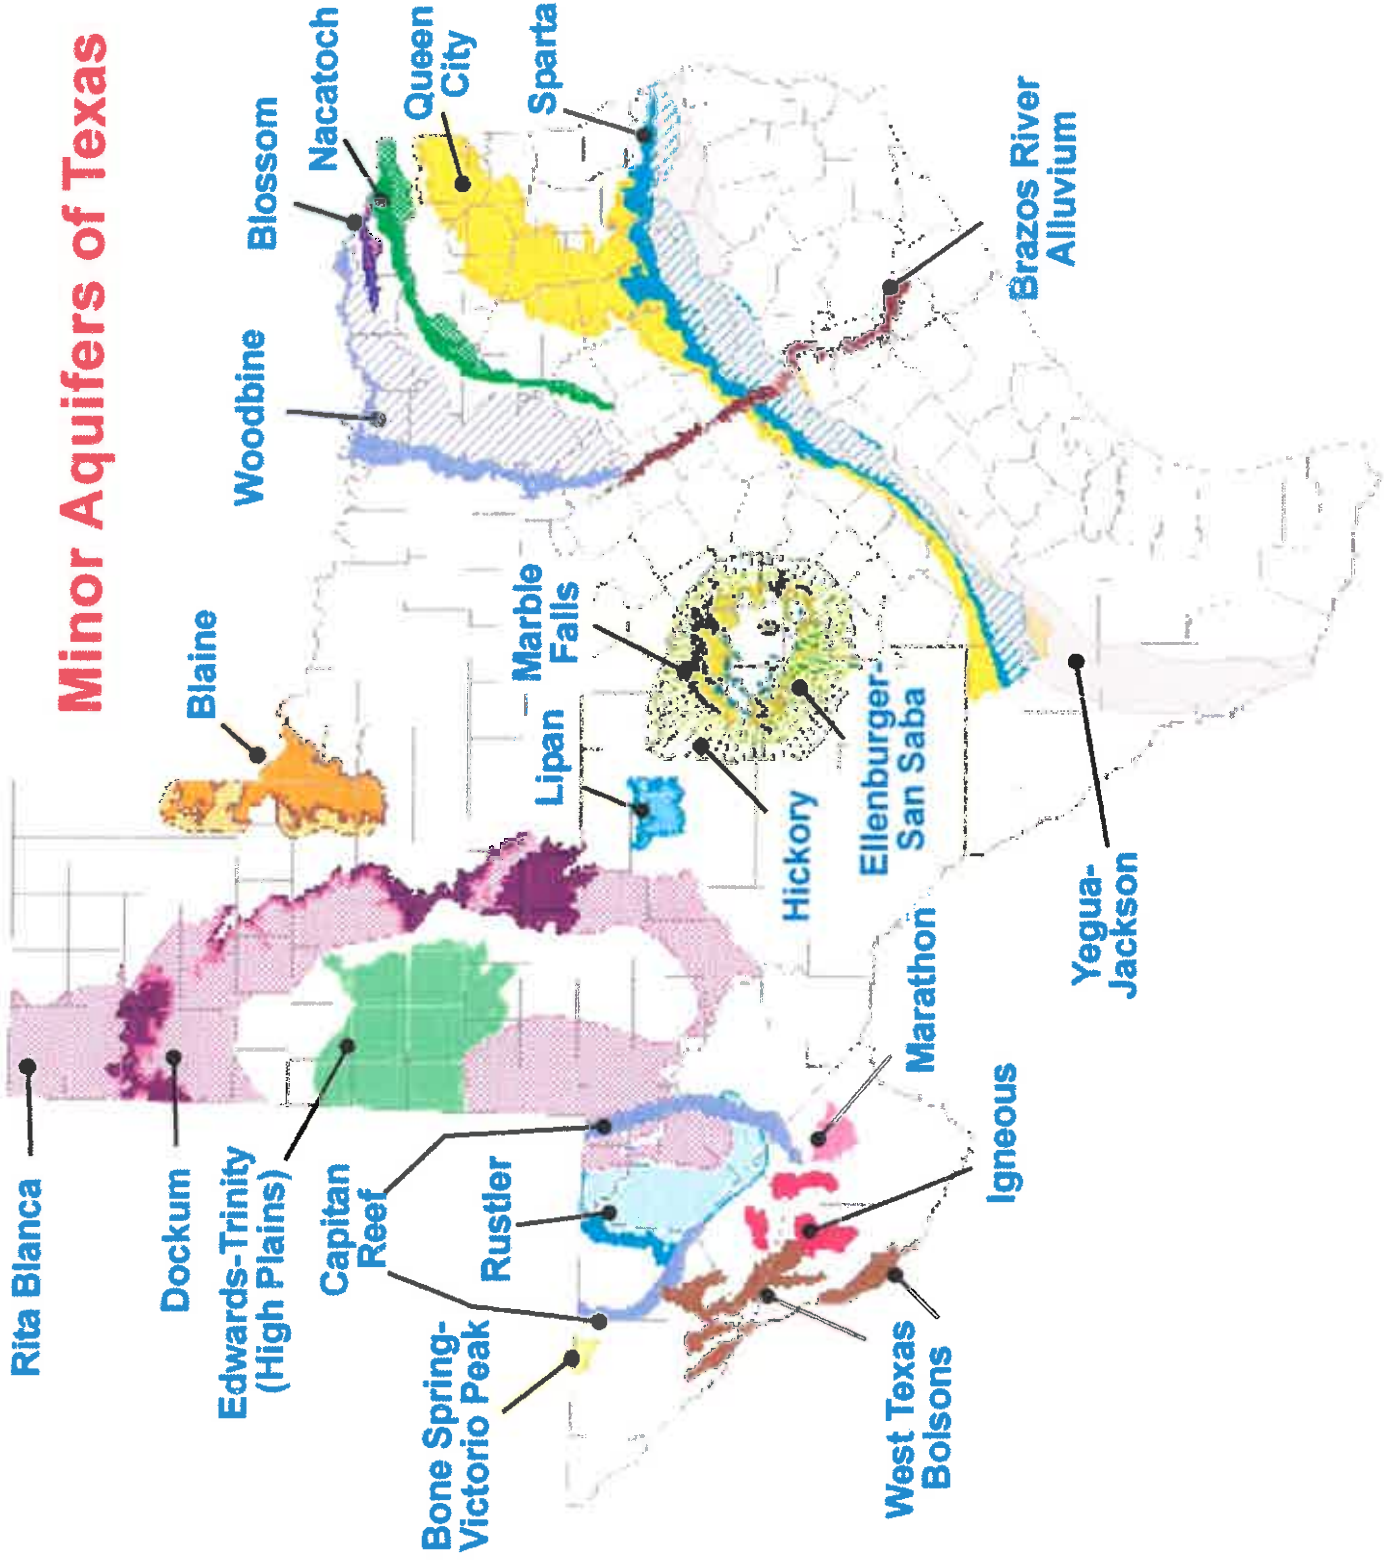 Minor Aquifers of Texas
Rita Blanca
Dockum
Edwards-Trinity
(High Plains)
Capitan
Reef
Rustler
Bone Spring-
Victorio Peak
West Texas
Bolsons
Igneous
Marathon
Blaine
Lipan
Marble
Falls
Hickory
Ellenburger-
San Saba
Yegua-
Jackson
Woodbine
Blossom
Nacatoch
Queen
City
Sparta
Brazos River
Alluvium